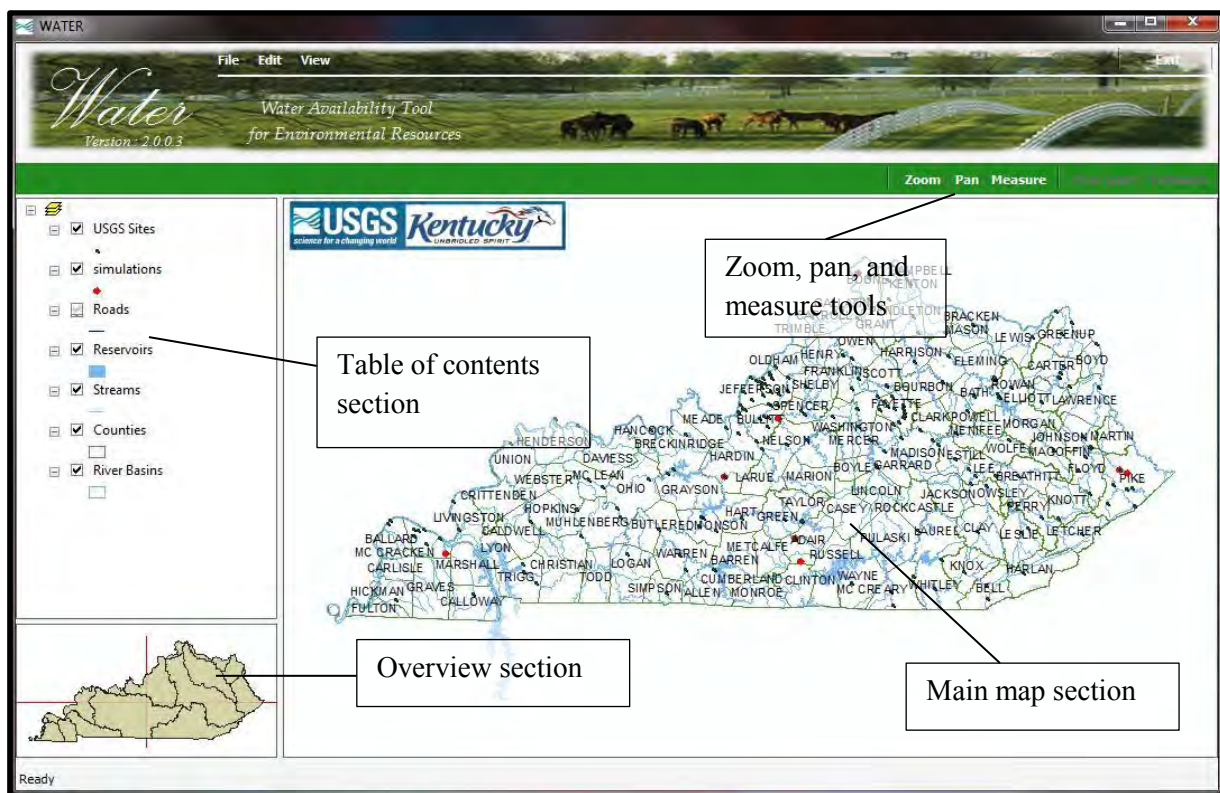 WATER
File Edit View
Exit
Water
Version : 2.0.0.3
Water Availability Tool
for Environmental Resources
Zoom Pan Measure
USGS Sites
simulations
Roads
Reservoirs
Streams
Counties
River Basins
USGS
science for a changing world
Kentucky
UNBRIDLED SPIRIT
Zoom, pan, and
measure tools
Table of contents
section
Overview section
Main map section
BOONE
KENTON
TRIMBLE
GRANT
BRACKEN
MASON
LEWIS
GREENUP
OWEN
OLDHAM
HENRY
HARRISON
FLEMING
CARTER
BOYD
FRANKLIN
SCOTT
JEFFERSON
SHELBY
BOURBON
BATH
ROWAN
ELLIOTT
LAWRENCE
SPENCER
FAYETTE
MEADE
BULLITT
CLARK
POWELL
MORGAN
HANCOCK
WASHINGTON
MENIFEE
HENDERSON
BRECKINRIDGE
NELSON
MERCER
JOHNSON
MARTIN
UNION
DAVIESS
HARDIN
MADISON
ESTILL
WOLFE
MAGOFFIN
WEBSTER
MC LEAN
OHIO
GRAYSON
LARUE
MARION
BOYLE
GARRARD
LEE
BREATHITT
FLOYD
PIKE
CRITTENDEN
HOPKINS
TAYLOR
LINCOLN
JACKSON
OWSLEY
KNOTT
LIVINGSTON
CALDWELL
MUHLENBERG
BUTLER
EDMONSON
HART
GREEN
CASEY
ROCKCASTLE
PERRY
BALLARD
MC CRACKEN
LYON
WARREN
METCALFE
ADAIR
PULASKI
LAUREL
CLAY
LESLIE
LETCHER
CARLISLE
MARSHALL
CHRISTIAN
LOGAN
BARREN
RUSSELL
TRIGG
TODD
KNOX
HARLAN
HICKMAN
GRAVES
CALLOWAY
SIMPSON
ALLEN
CUMBERLAND
MONROE
CLINTON
WAYNE
MC CREARY
WHITLEY
BELL
FULTON
Ready